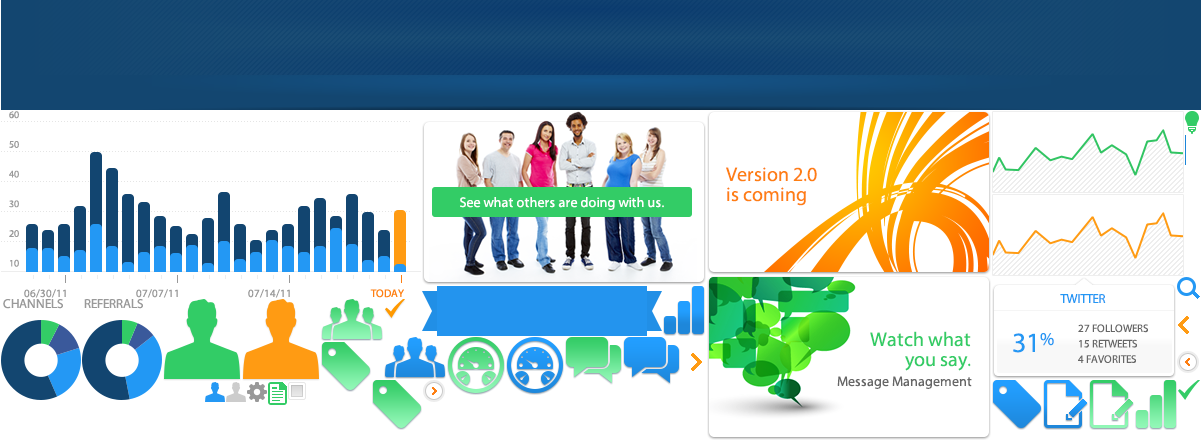 60
50
40
30
20
10
06/30/11
07/07/11
07/14/11
TODAY
CHANNELS
REFERRALS
See what others are doing with us.
Version 2.0
is coming
Watch what
you say.
Message Management
TWITTER
31%
27 FOLLOWERS
15 RETWEETS
4 FAVORITES